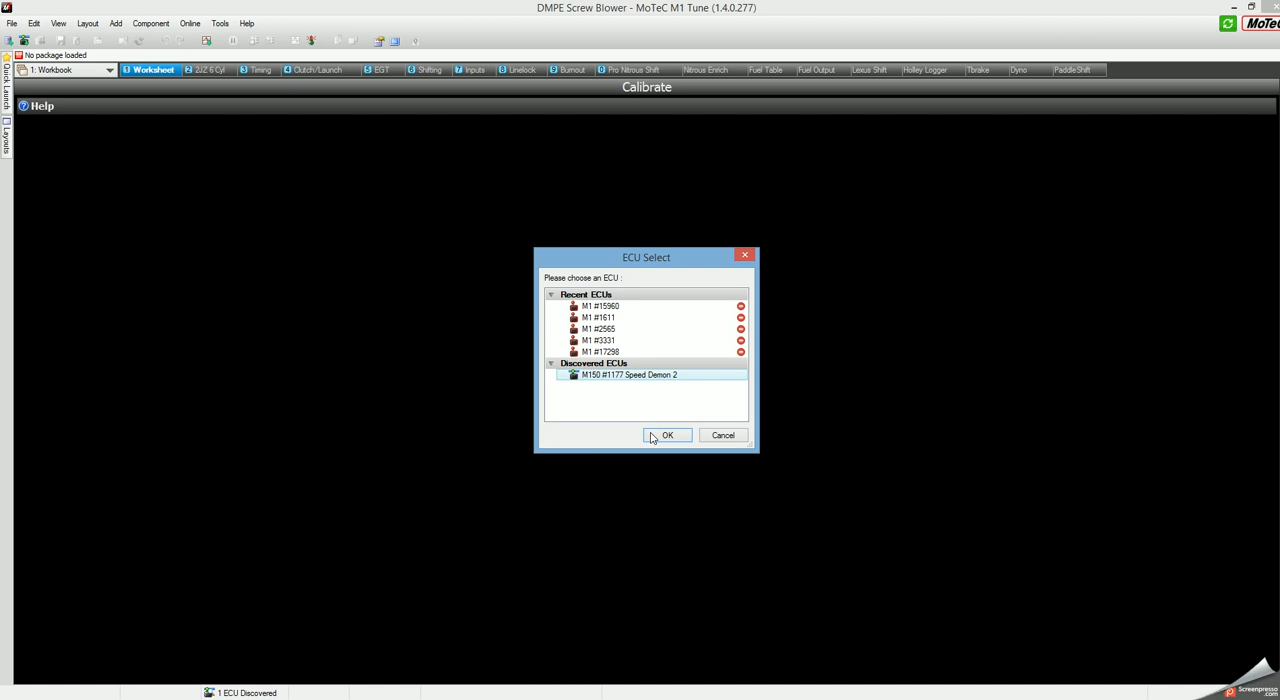 DMPE Screw Blower - MoTeC M1 Tune (1.4.0.277)
File Edit View Layout Add Component Online Tools Help
MoTeC
No package loaded
1: Workbook 1 Worksheet 2 2JZ 6 Cyl 3 Timing 4 Clutch/Launch 5 EGT 6 Shifting 7 Inputs 8 Linelock 9 Burnout 0 Pro Nitrous Shift Nitrous Enrich Fuel Table Fuel Output Lexus Shift Holley Logger Tbrake Dyno PaddleShift
Quick Launch
Calibrate
Help
Layouts
ECU Select
Please choose an ECU :
Recent ECUs
M1 #15960
M1 #1611
M1 #2565
M1 #3331
M1 #17298
Discovered ECUs
M150 #1177 Speed Demon 2
OK Cancel
1 ECU Discovered
Screenpresso
.com